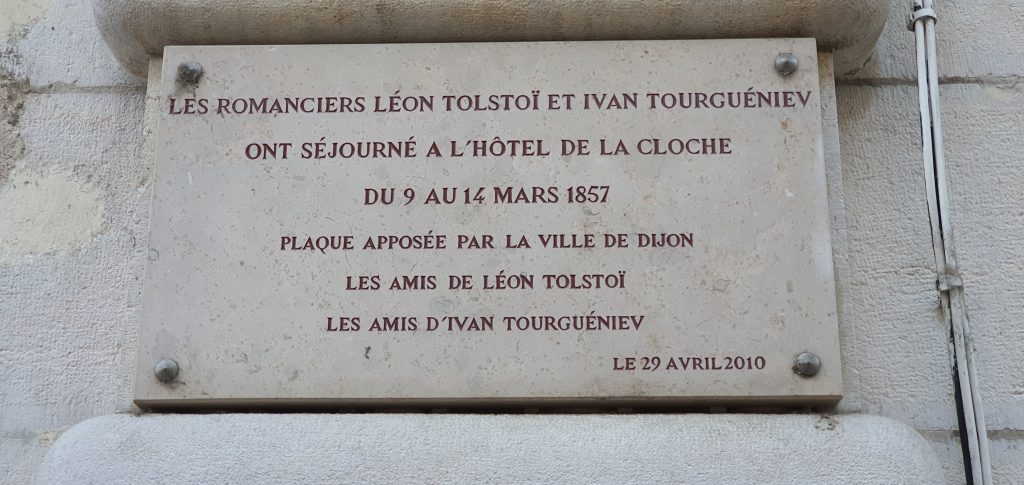 LES ROMANCIERS LÉON TOLSTOÏ ET IVAN TOURGUÉNIEV
ONT SÉJOURNÉ A L'HÔTEL DE LA CLOCHE
DU 9 AU 14 MARS 1857
PLAQUE APPOSÉE PAR LA VILLE DE DIJON
LES AMIS DE LÉON TOLSTOÏ
LES AMIS D'IVAN TOURGUÉNIEV
LE 29 AVRIL 2010